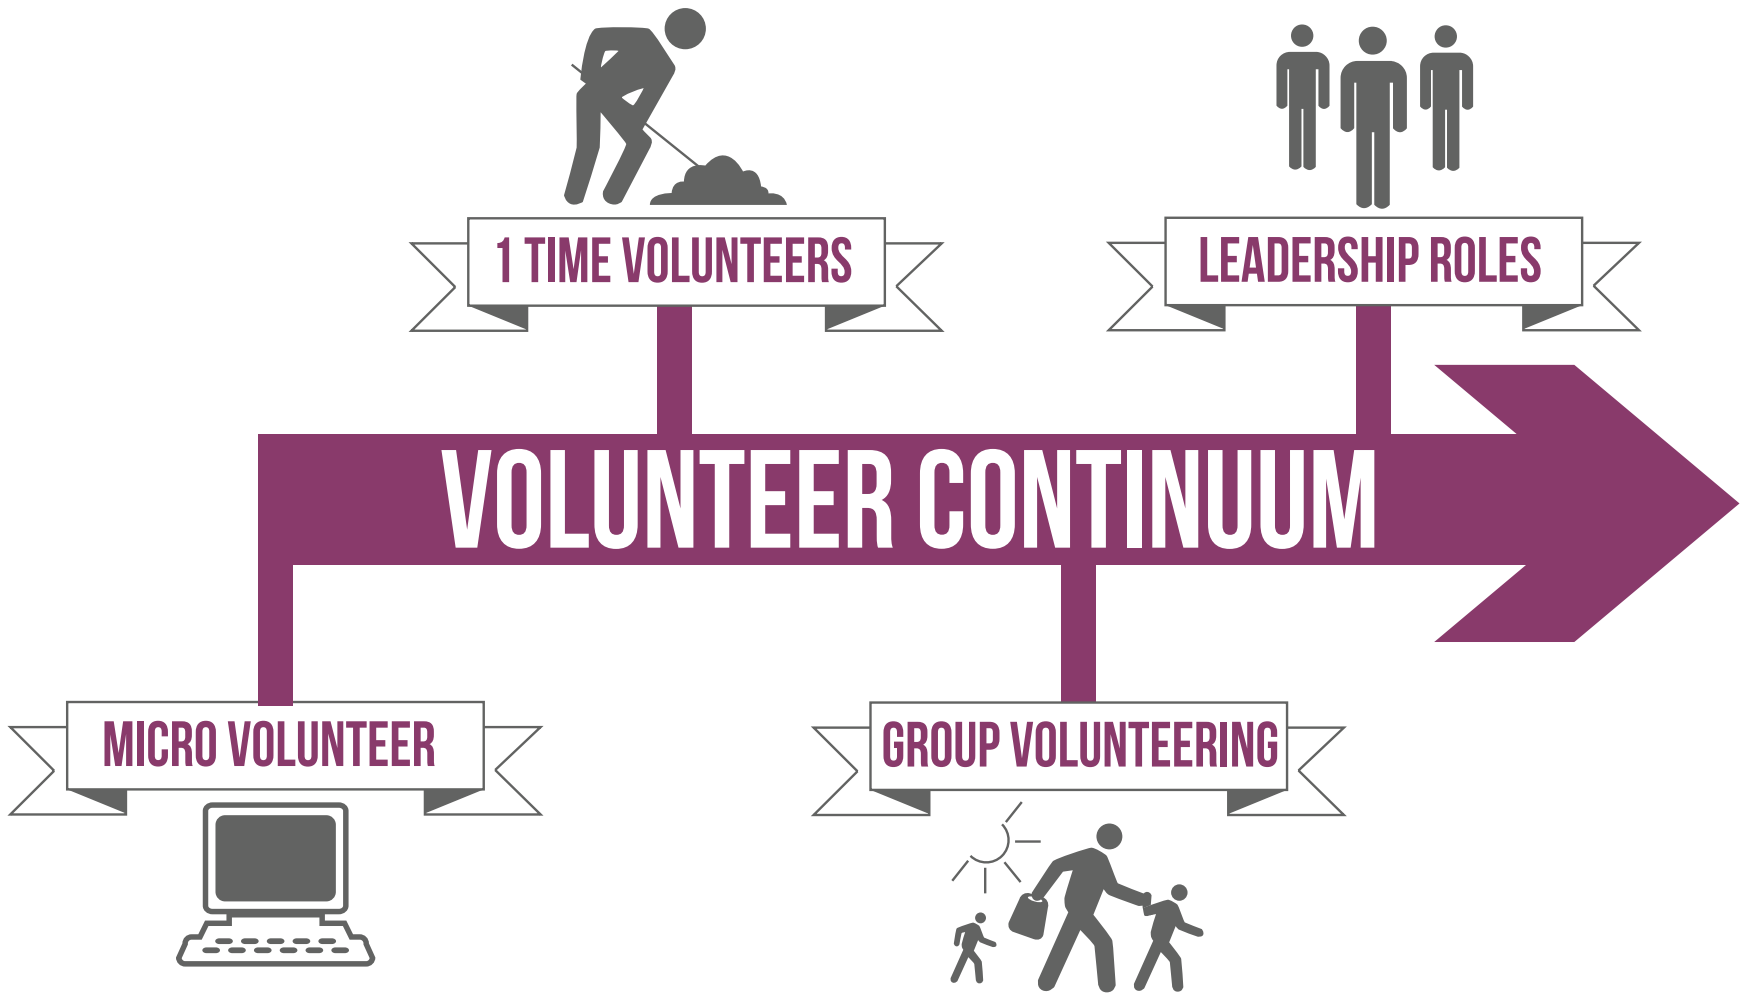 1 TIME VOLUNTEERS
LEADERSHIP ROLES
VOLUNTEER CONTINUUM
MICRO VOLUNTEER
GROUP VOLUNTEERING